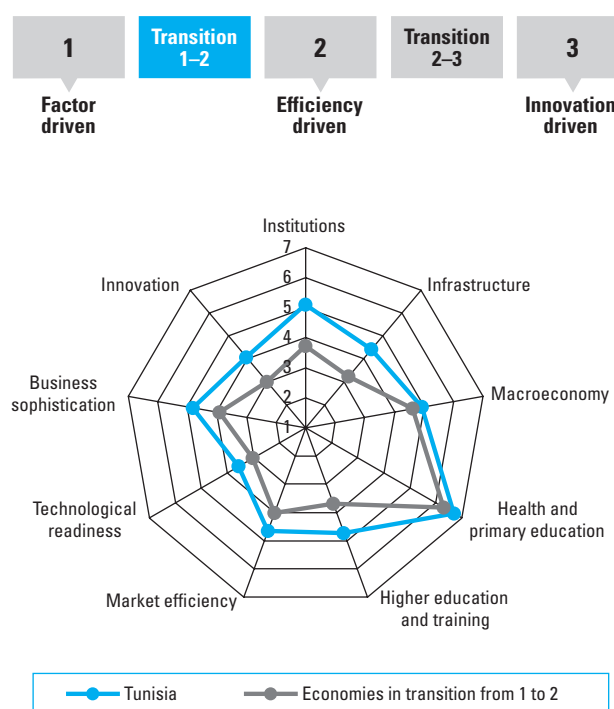 1
Transition
1–2
2
Transition
2–3
3
Factor
driven
Efficiency
driven
Innovation
driven
Institutions
7
6
5
4
3
2
1
Innovation
Infrastructure
Business
sophistication
Macroeconomy
Technological
readiness
Health and
primary education
Market efficiency
Higher education
and training
Tunisia
Economies in transition from 1 to 2